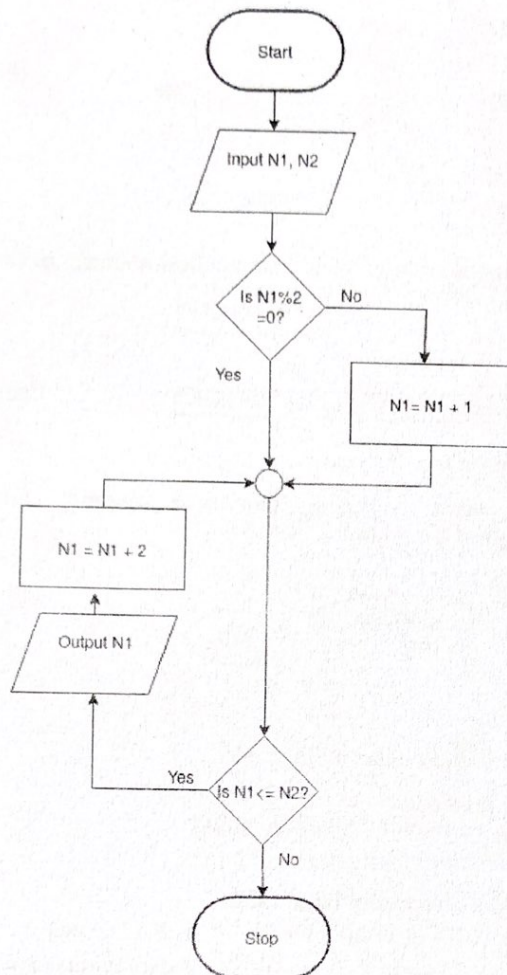 Start
Input N1, N2
Is N1%2
=0?
No
Yes
N1= N1 + 1
N1 = N1 + 2
Output N1
Yes
Is N1<= N2?
No
Stop